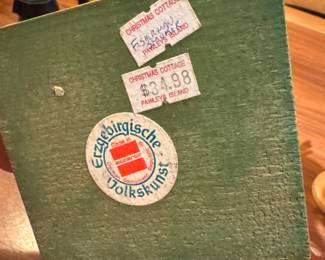 CHRISTMAS COTTAGE
PAWLEYS ISLAND
CHRISTMAS COTTAGE
$34.98
PAWLEYS ISLAND
Erzgebirgische
Volkskunst